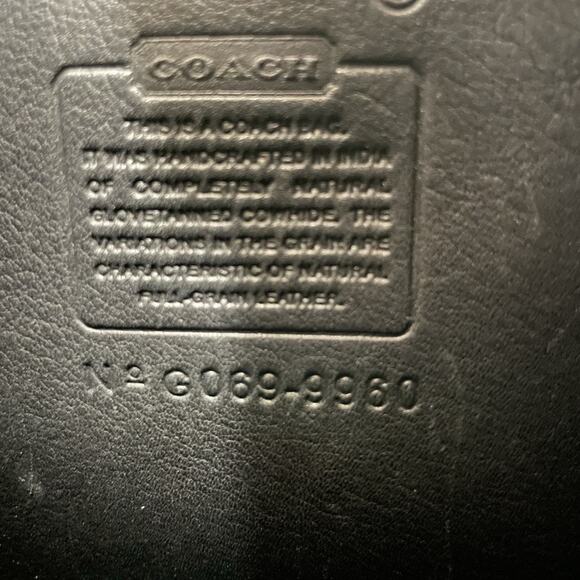 COACH
THIS IS A COACH BAG.
IT WAS HANDCRAFTED IN INDIA
OF COMPLETELY NATURAL
GLOVETANNED COWHIDE. THE
VARIATIONS IN THE GRAIN ARE
CHARACTERISTIC OF NATURAL
FULL-GRAIN LEATHER.
Nº G069-9960